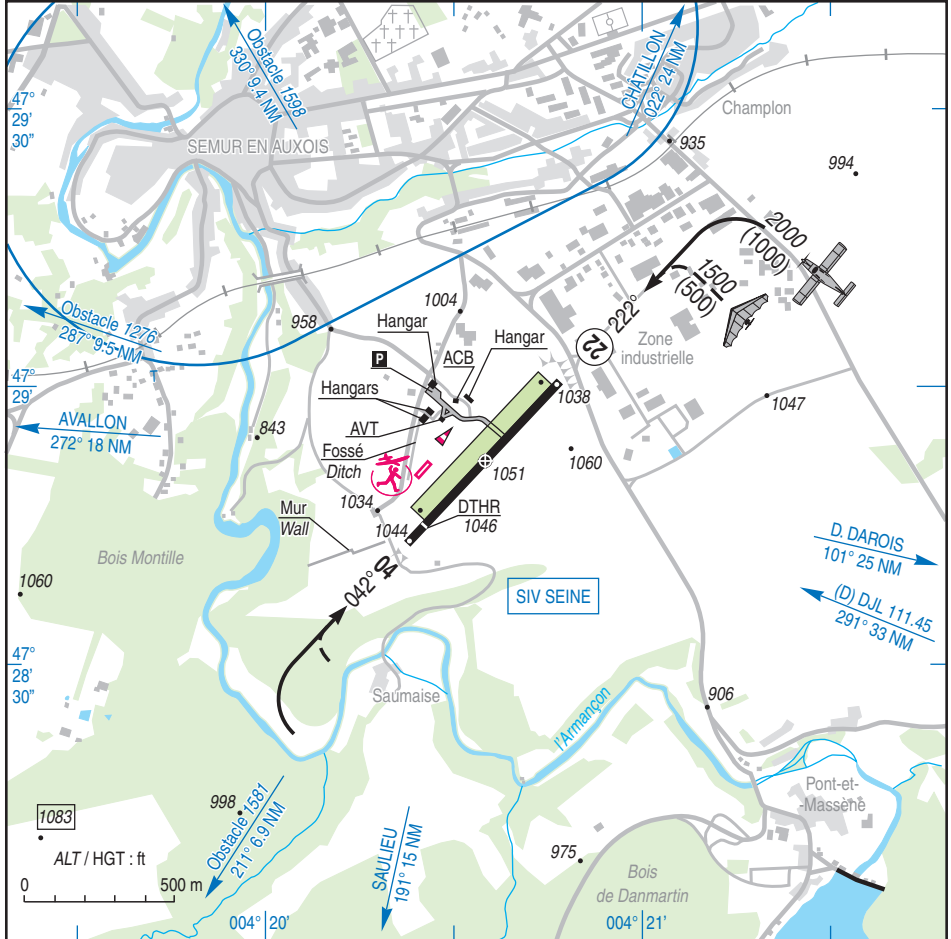 Obstacle 1598
330° 9.4 NM
CHÂTILLON
022° 24 NM
47°
29'
30"
Champlon
935
SEMUR EN AUXOIS
994
2000
(1000)
1500
(500)
222°
22
Zone
industrielle
Obstacle 1276
287° 9.5 NM
1004
958
Hangar
Hangar
P
ACB
47°
29'
Hangars
1038
1047
AVT
AVALLON
272° 18 NM
843
Fossé
Ditch
1060
1051
1034
DTHR
1046
1044
Mur
Wall
Bois Montille
D. DAROIS
101° 25 NM
1060
042°
04
SIV SEINE
(D) DJL 111.45
291° 33 NM
47°
28'
30"
Saumaise
906
l'Armançon
Pont-et-
-Massène
998
Obstacle 1581
211° 6.9 NM
1083
SAULIEU
191° 15 NM
975
ALT / HGT : ft
Bois
de Danmartin
0
500 m
004° 20'
004° 21'
T